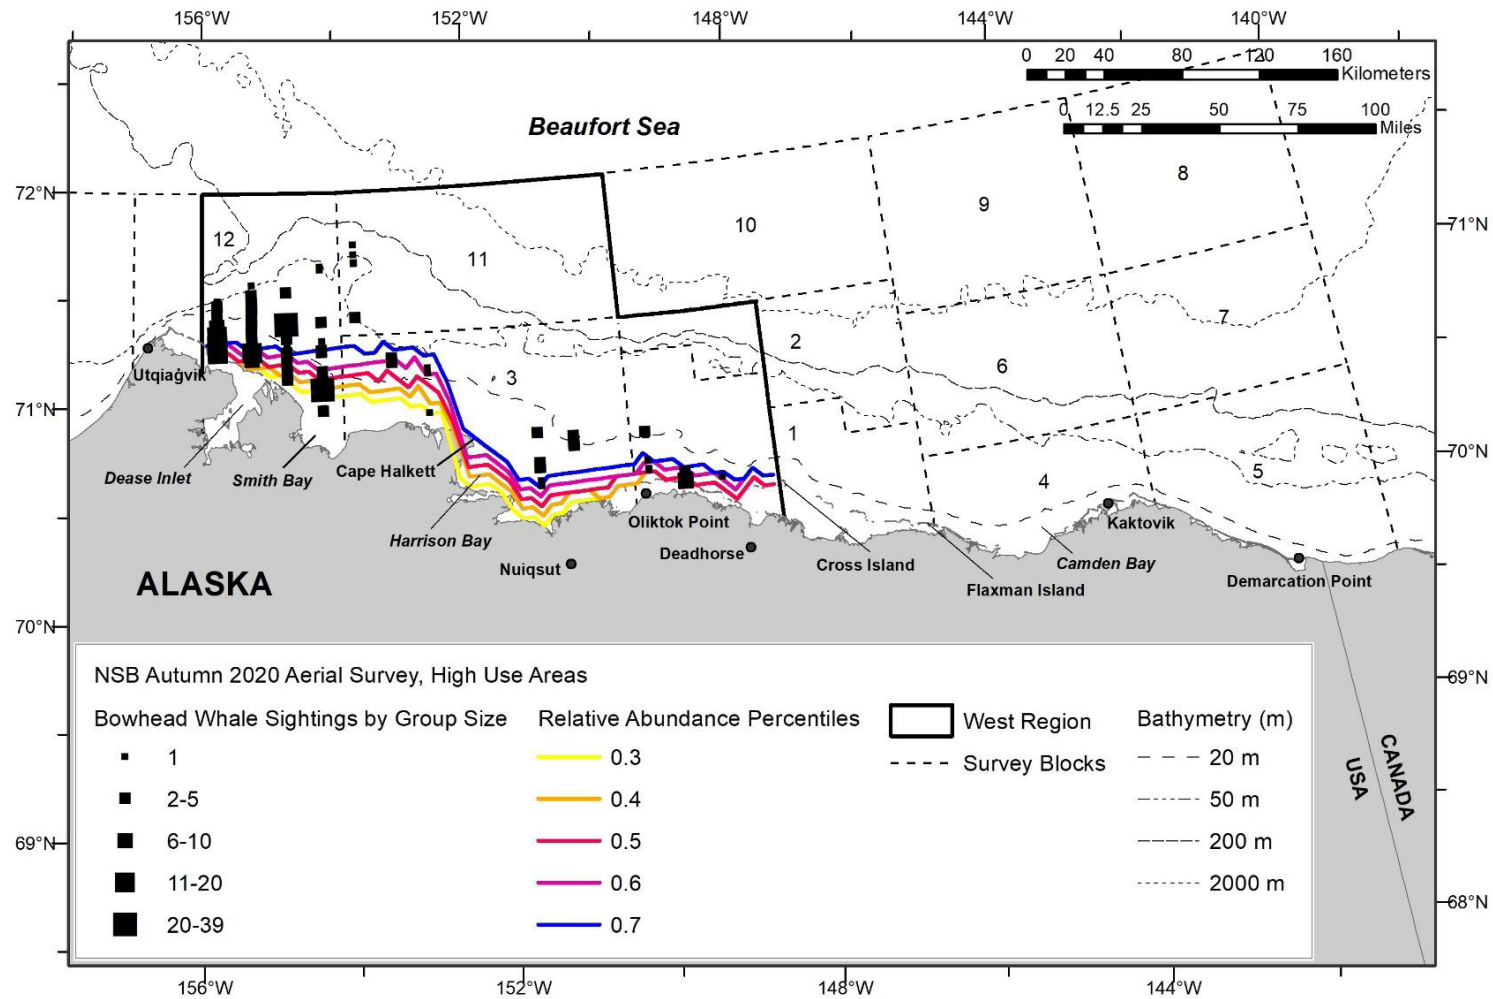 156°W 152°W 148°W 144°W 140°W
0 20 40 80 120 160
Kilometers
0 12.5 25 50 75 100
Miles
Beaufort Sea
72°N
71°N
70°N
69°N
71°N
70°N
69°N
68°N
8
9
10
12
11
7
2
6
3
1
5
4
Utqiaġvik
Dease Inlet
Smith Bay
Cape Halkett
Harrison Bay
Oliktok Point
Deadhorse
Nuiqsut
Cross Island
Flaxman Island
Camden Bay
Kaktovik
Demarcation Point
ALASKA
CANADA
USA
NSB Autumn 2020 Aerial Survey, High Use Areas
Bowhead Whale Sightings by Group Size
1
2-5
6-10
11-20
20-39
Relative Abundance Percentiles
0.3
0.4
0.5
0.6
0.7
West Region
Survey Blocks
Bathymetry (m)
20 m
50 m
200 m
2000 m
156°W 152°W 148°W 144°W